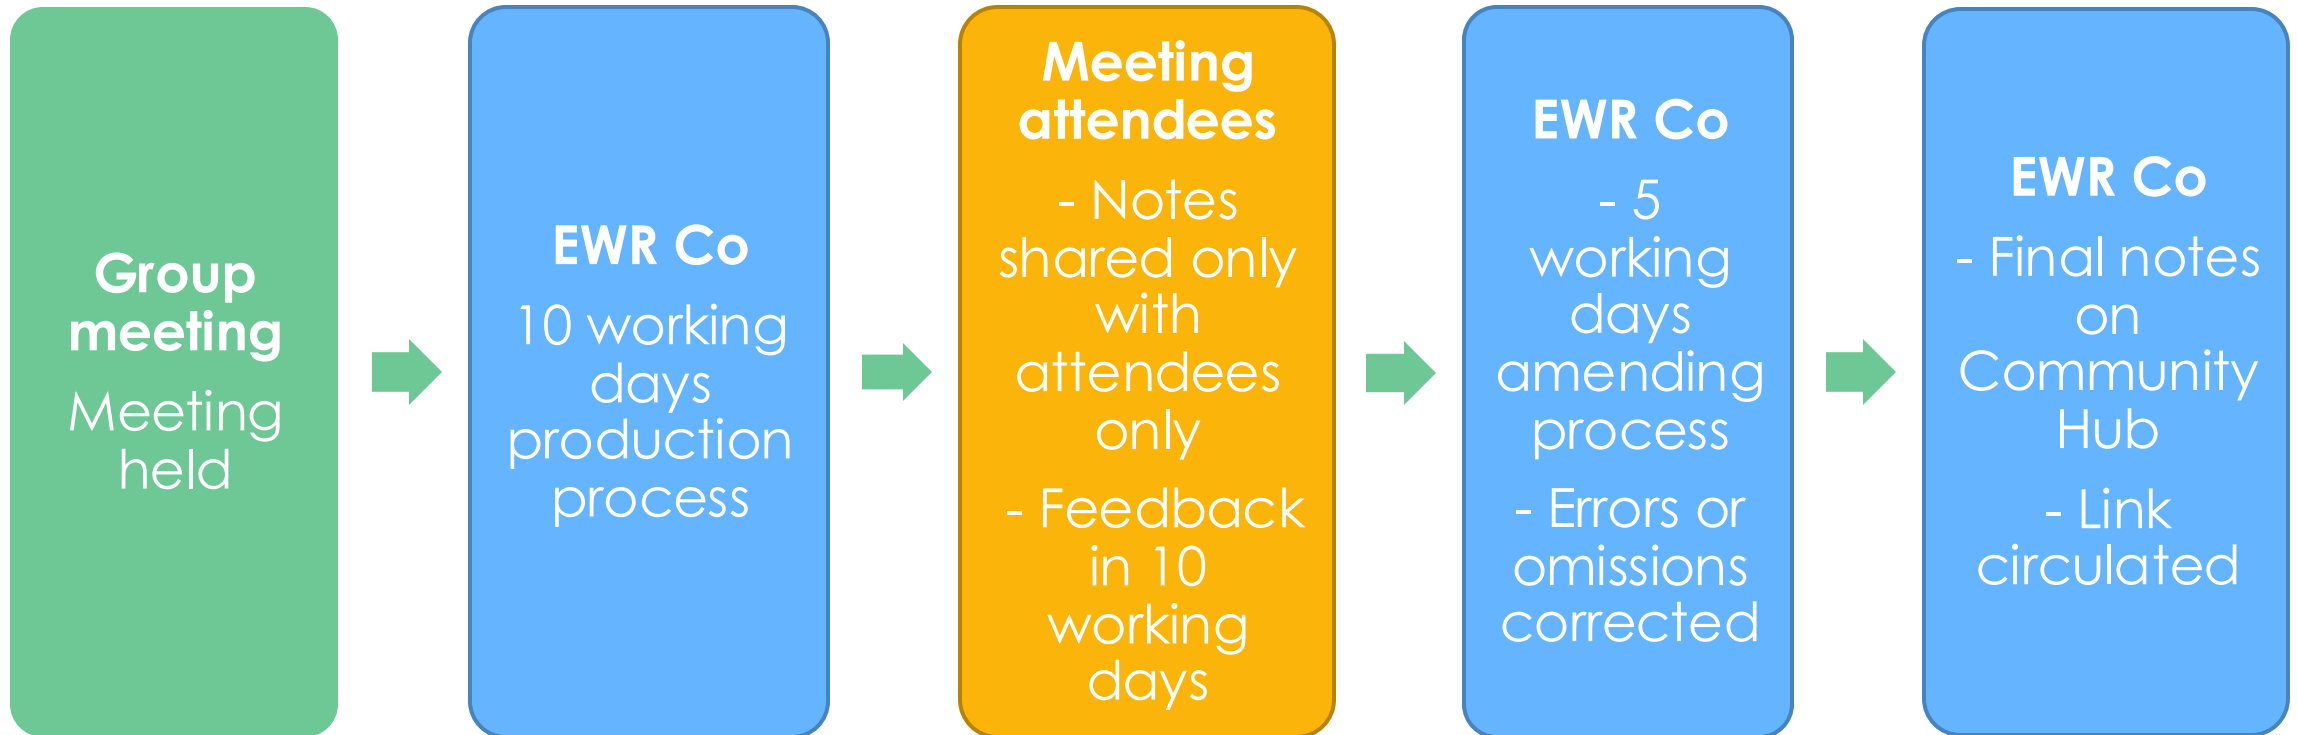 Group
meeting
Meeting
held
EWR Co
10 working
days
production
process
Meeting
attendees
- Notes
shared only
with
attendees
only
- Feedback
in 10
working
days
EWR Co
- 5
working
days
amending
process
- Errors or
omissions
corrected
EWR Co
- Final notes
on
Community
Hub
- Link
circulated